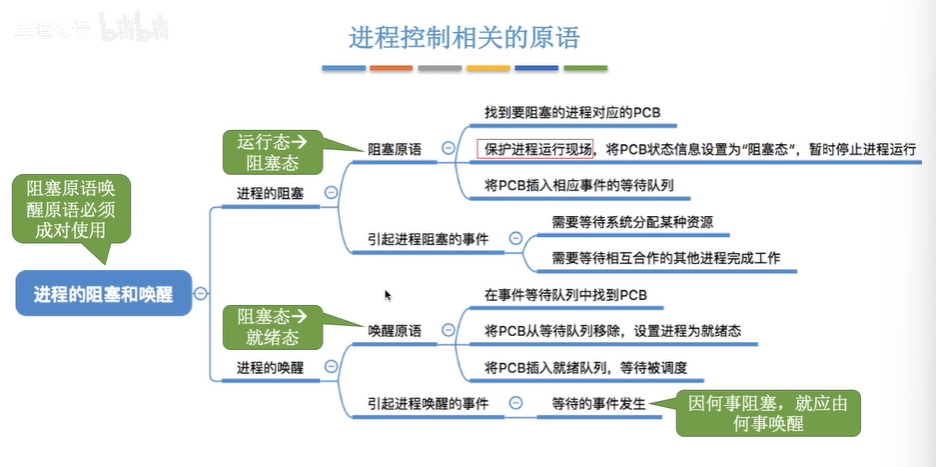 王道论坛
bilibili
进程控制相关的原语
运行态→
阻塞态
找到要阻塞的进程对应的PCB
阻塞原语
保护进程运行现场，将PCB状态信息设置为“阻塞态”，暂时停止进程运行
将PCB插入相应事件的等待队列
进程的阻塞
引起进程阻塞的事件
需要等待系统分配某种资源
需要等待相互合作的其他进程完成工作
阻塞原语唤
醒原语必须
成对使用
进程的阻塞和唤醒
阻塞态→
就绪态
在事件等待队列中找到PCB
唤醒原语
将PCB从等待队列移除，设置进程为就绪态
将PCB插入就绪队列，等待被调度
进程的唤醒
引起进程唤醒的事件
等待的事件发生
因何事阻塞，就应由
何事唤醒